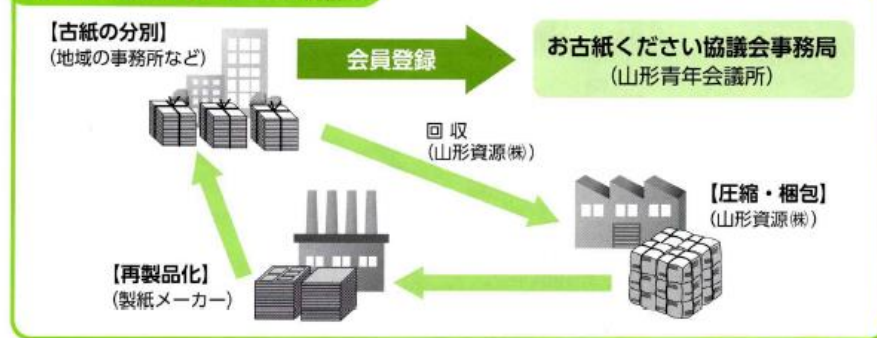 【古紙の分別】
(地域の事務所など)
会員登録
お古紙ください協議会事務局
(山形青年会議所)
回収
(山形資源㈱)
【圧縮・梱包】
(山形資源㈱)
【再製品化】
(製紙メーカー)